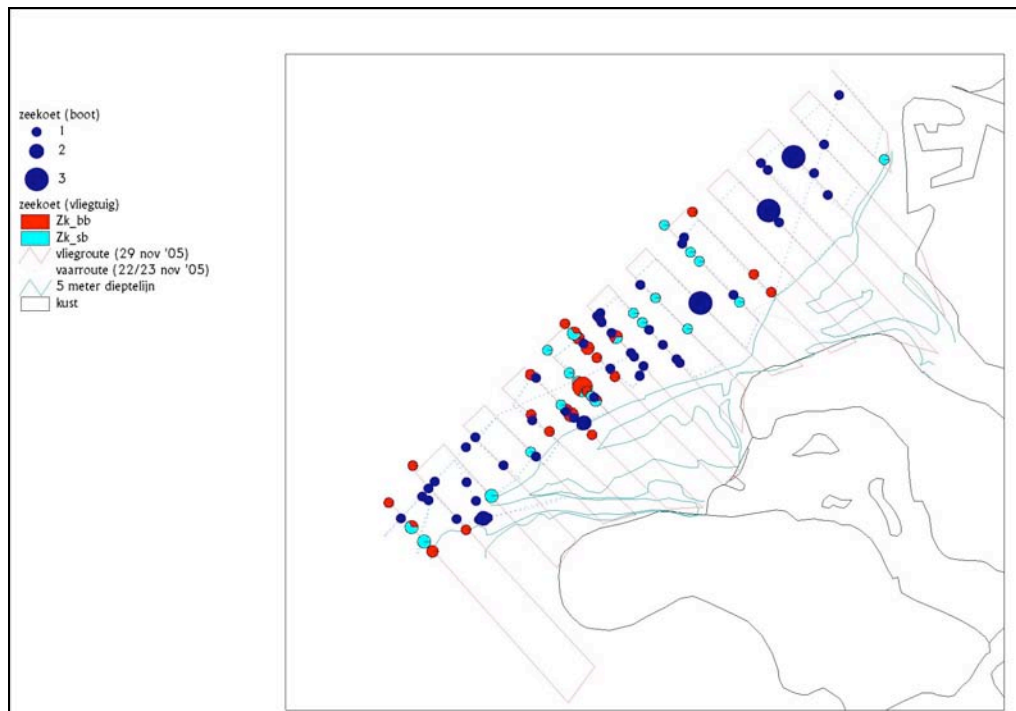 zeekoet (boot)
1
2
3
zeekoet (vliegtuig)
Zk_bb
Zk_sb
vliegroute (29 nov '05)
vaarroute (22/23 nov '05)
5 meter dieptelijn
kust